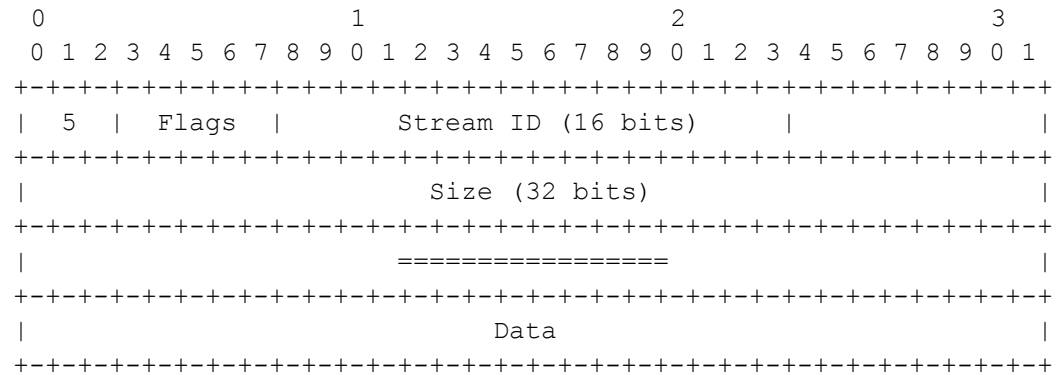 0                   1                   2                   3
 0 1 2 3 4 5 6 7 8 9 0 1 2 3 4 5 6 7 8 9 0 1 2 3 4 5 6 7 8 9 0 1
+-+-+-+-+-+-+-+-+-+-+-+-+-+-+-+-+-+-+-+-+-+-+-+-+-+-+-+-+-+-+-+-+
|  5  |  Flags  |       Stream ID (16 bits)     |               |
+-+-+-+-+-+-+-+-+-+-+-+-+-+-+-+-+-+-+-+-+-+-+-+-+-+-+-+-+-+-+-+-+
|                         Size (32 bits)                        |
+-+-+-+-+-+-+-+-+-+-+-+-+-+-+-+-+-+-+-+-+-+-+-+-+-+-+-+-+-+-+-+-+
|                       =================                       |
+-+-+-+-+-+-+-+-+-+-+-+-+-+-+-+-+-+-+-+-+-+-+-+-+-+-+-+-+-+-+-+-+
|                             Data                              |
+-+-+-+-+-+-+-+-+-+-+-+-+-+-+-+-+-+-+-+-+-+-+-+-+-+-+-+-+-+-+-+-+